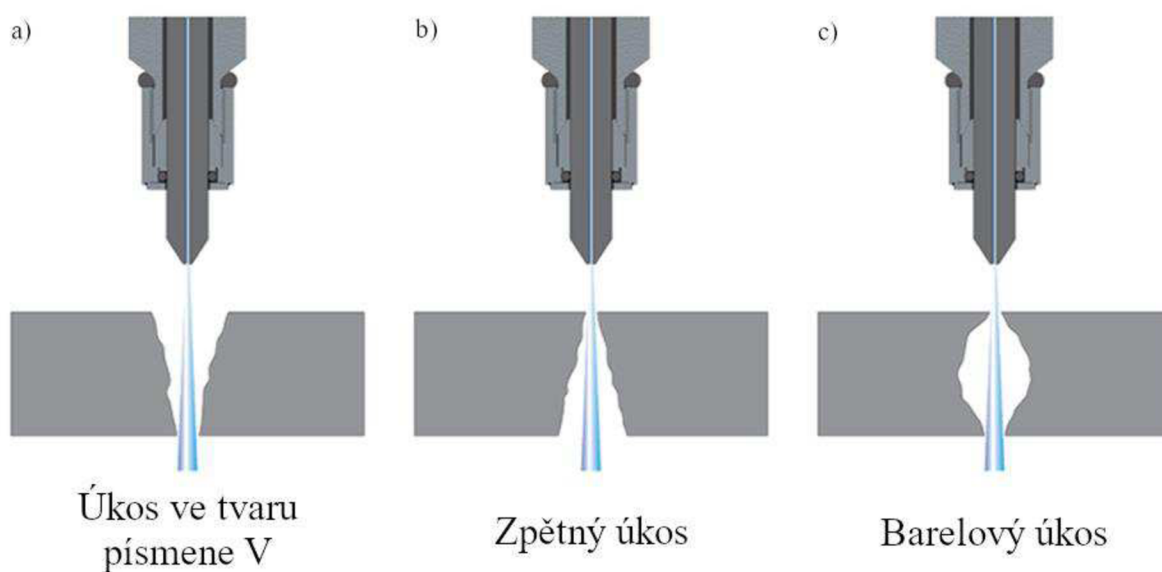 a)
b)
c)
Úkos ve tvaru
písmene V
Zpětný úkos
Barelový úkos